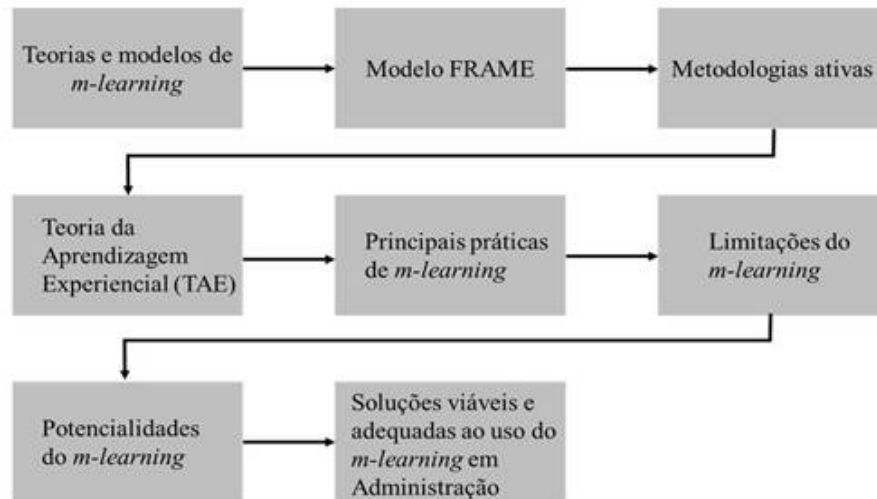 Teorias e modelos de
m-learning
Modelo FRAME
Metodologias ativas
Teoria da
Aprendizagem
Experiencial (TAE)
Principais práticas
de m-learning
Limitações do
m-learning
Potencialidades
do m-learning
Soluções viáveis e
adequadas ao uso do
m-learning em
Administração